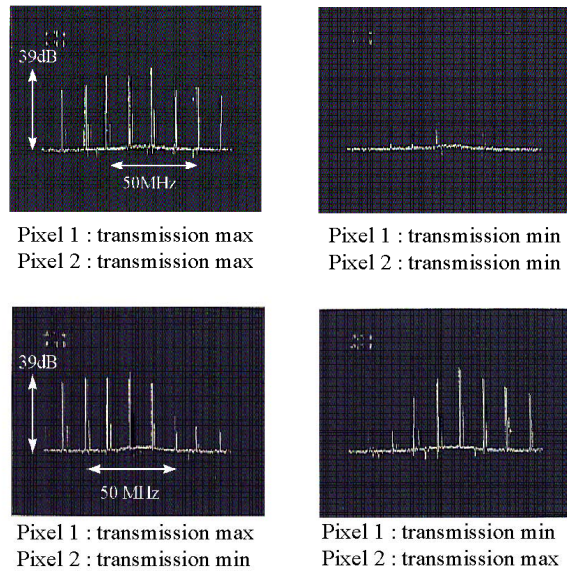 39dB
50MHz
Pixel 1 : transmission max
Pixel 2 : transmission max
Pixel 1 : transmission min
Pixel 2 : transmission min
39dB
50 MHz
Pixel 1 : transmission max
Pixel 2 : transmission min
Pixel 1 : transmission min
Pixel 2 : transmission max